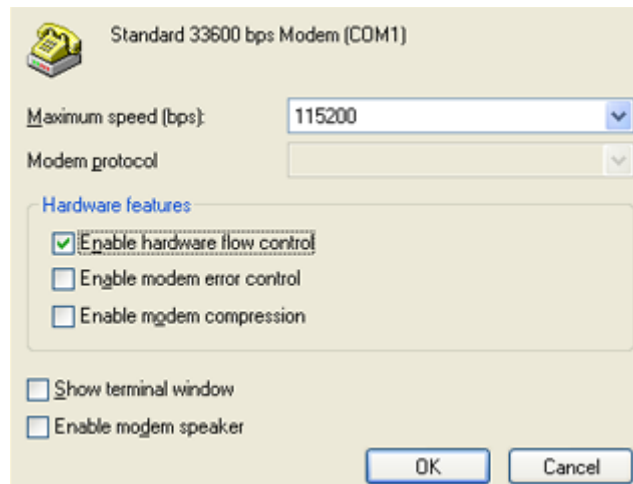 Standard 33600 bps Modem (COM1)
Maximum speed (bps): 115200
Modem protocol
Hardware features
Enable hardware flow control
Enable modem error control
Enable modem compression
Show terminal window
Enable modem speaker
OK Cancel